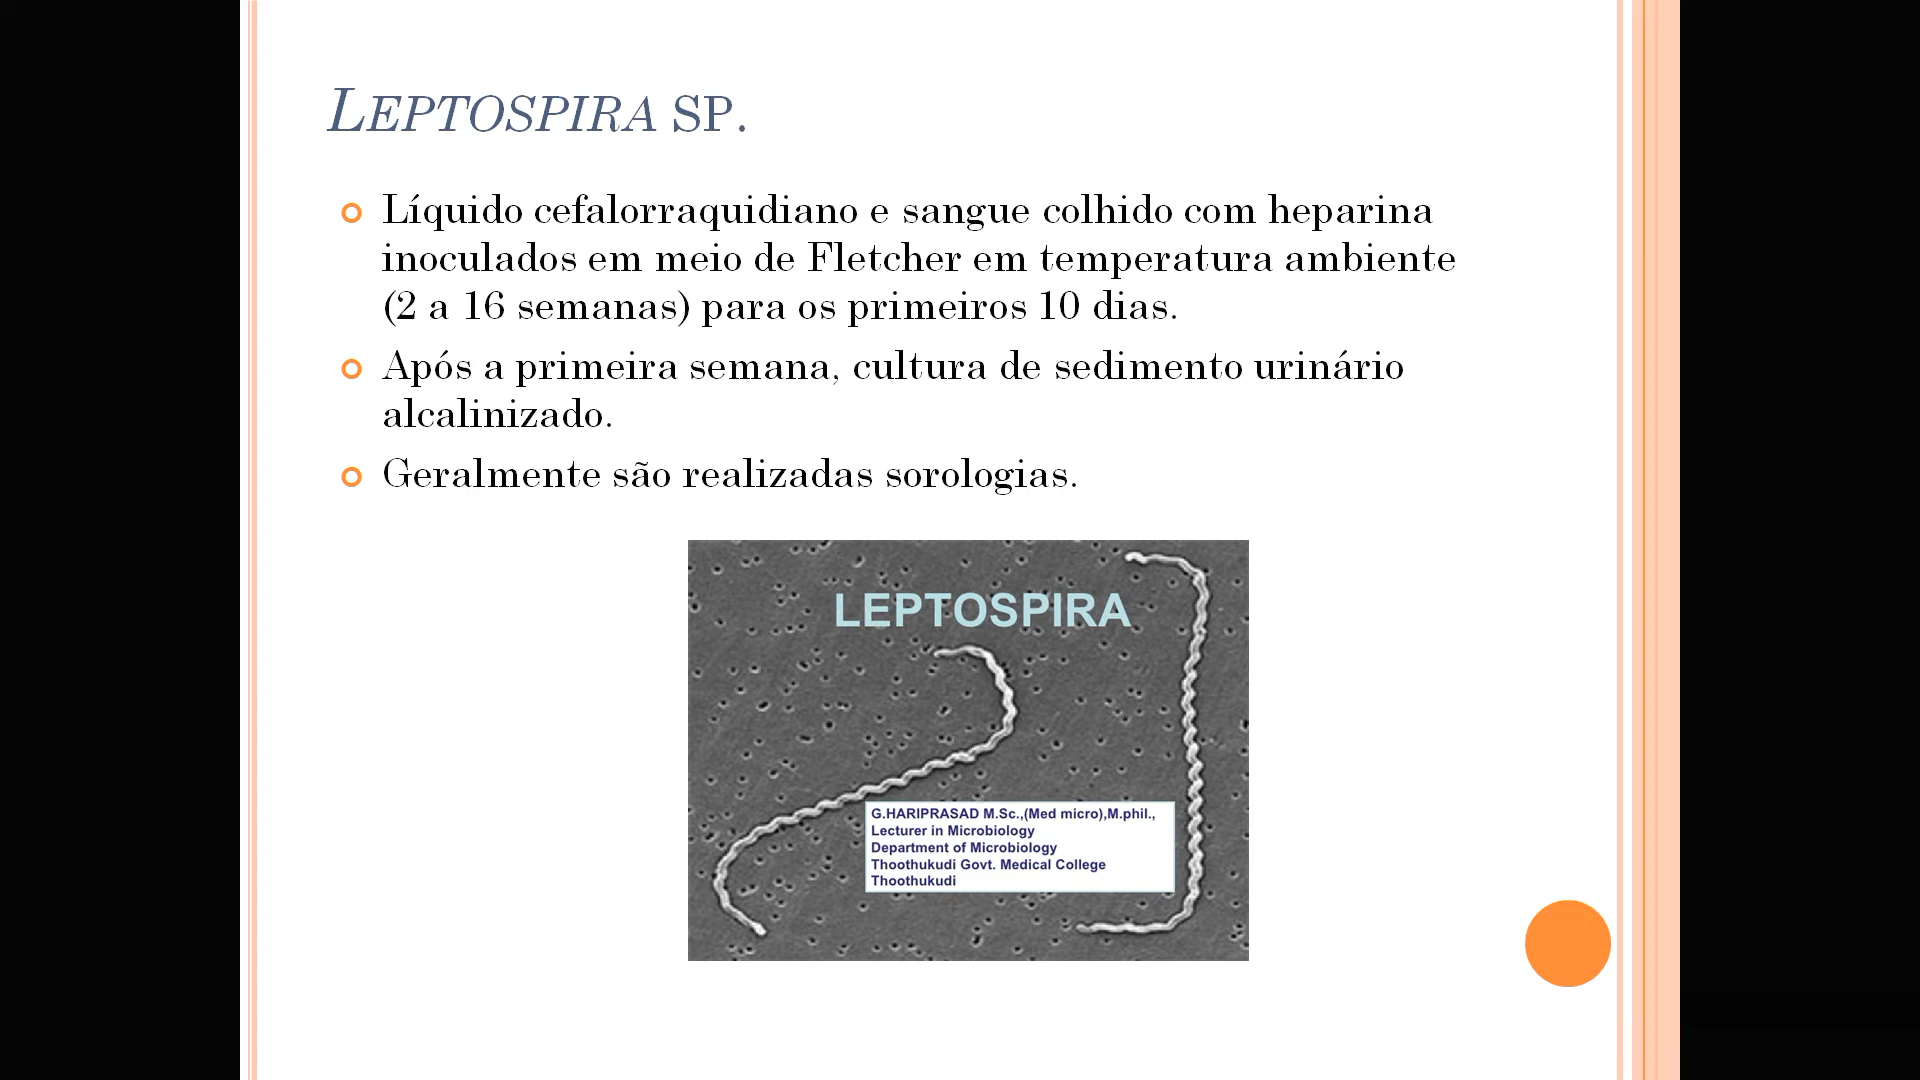 LEPTOSPIRA SP.
Líquido cefalorraquidiano e sangue colhido com heparina
inoculados em meio de Fletcher em temperatura ambiente
(2 a 16 semanas) para os primeiros 10 dias.
Após a primeira semana, cultura de sedimento urinário
alcalinizado.
Geralmente são realizadas sorologias.
LEPTOSPIRA
G.HARIPRASAD M.Sc.,(Med micro),M.phil.,
Lecturer in Microbiology
Department of Microbiology
Thoothukudi Govt. Medical College
Thoothukudi